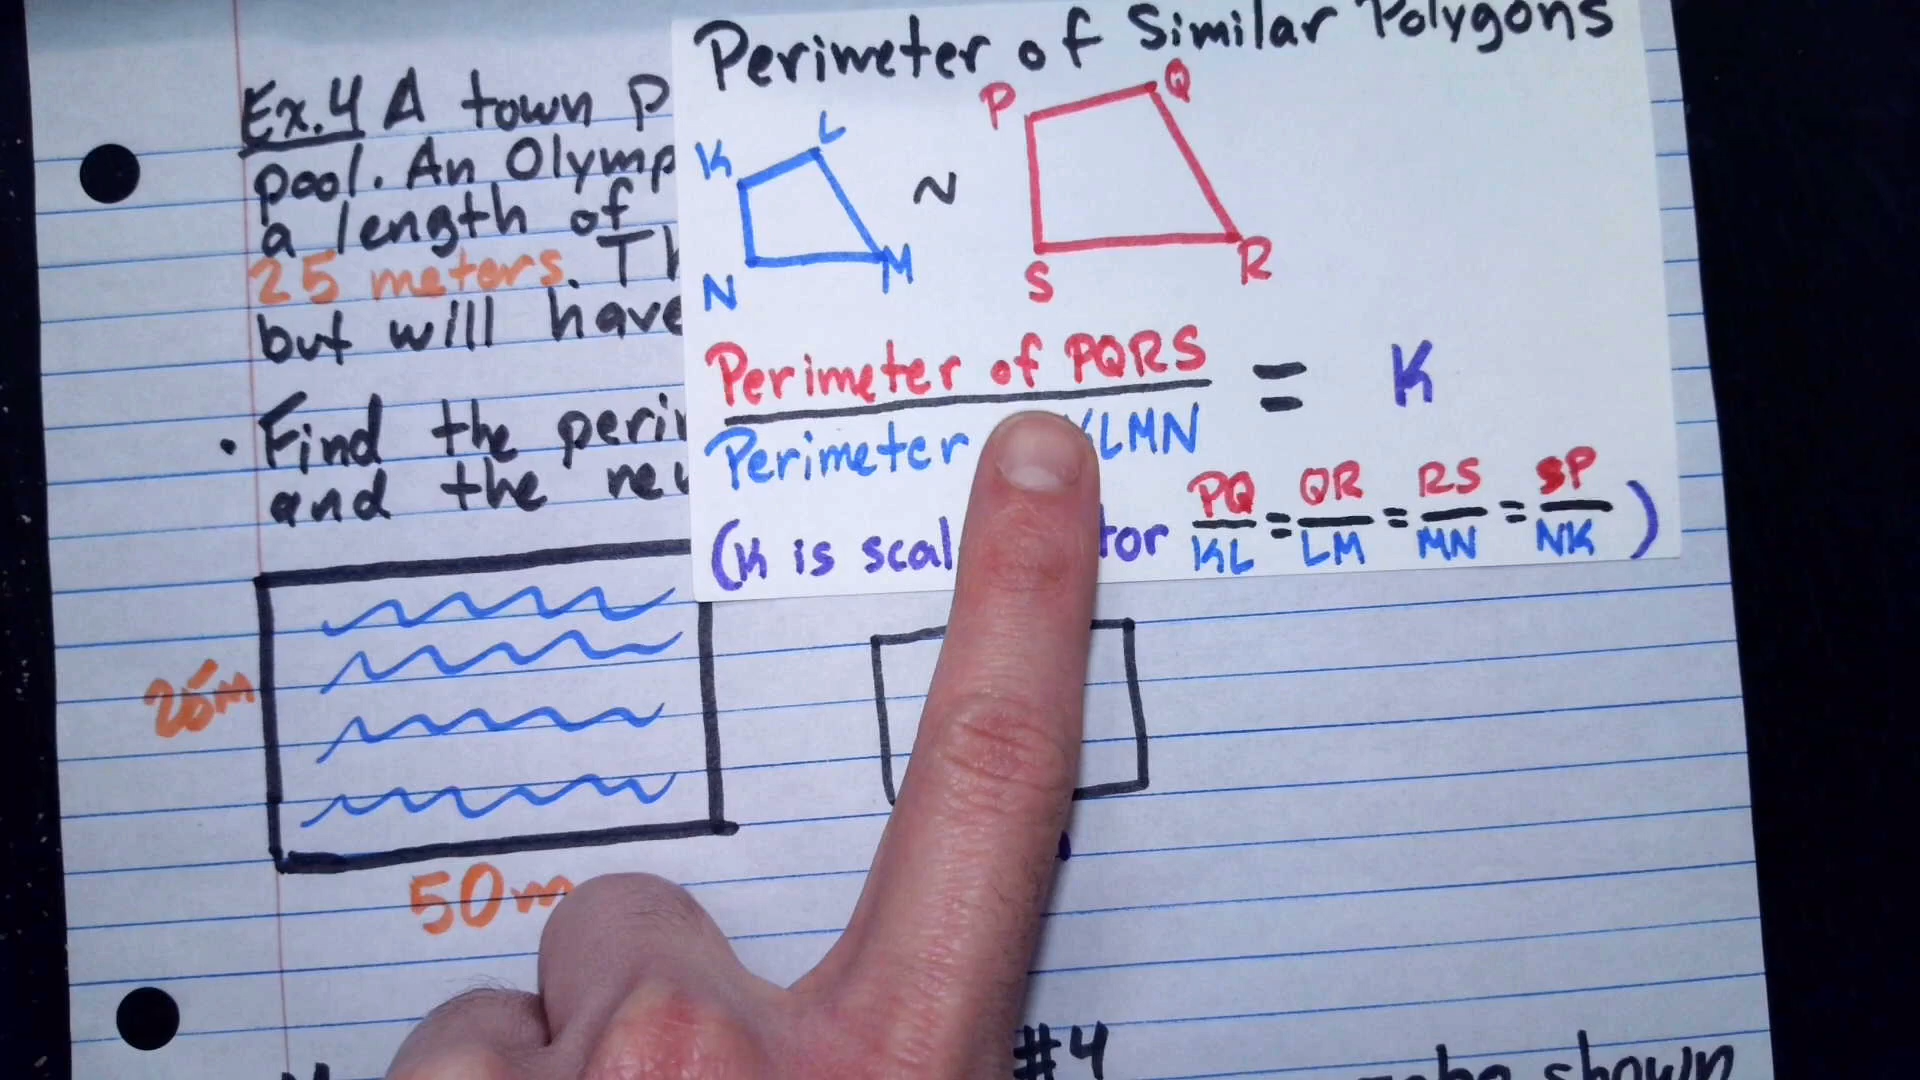 Perimeter of Similar Polygons
K L M N ~ P Q R S
Perimeter of PQRS = K
Perimeter KLMN
(K is scal tor PQ/KL = QR/LM = RS/MN = SP/NK)
Ex.4 A town p
pool. An Olymp
a length of
25 meters. Th
but will have
• Find the peri
and the ne
25m
50m
#4
shown